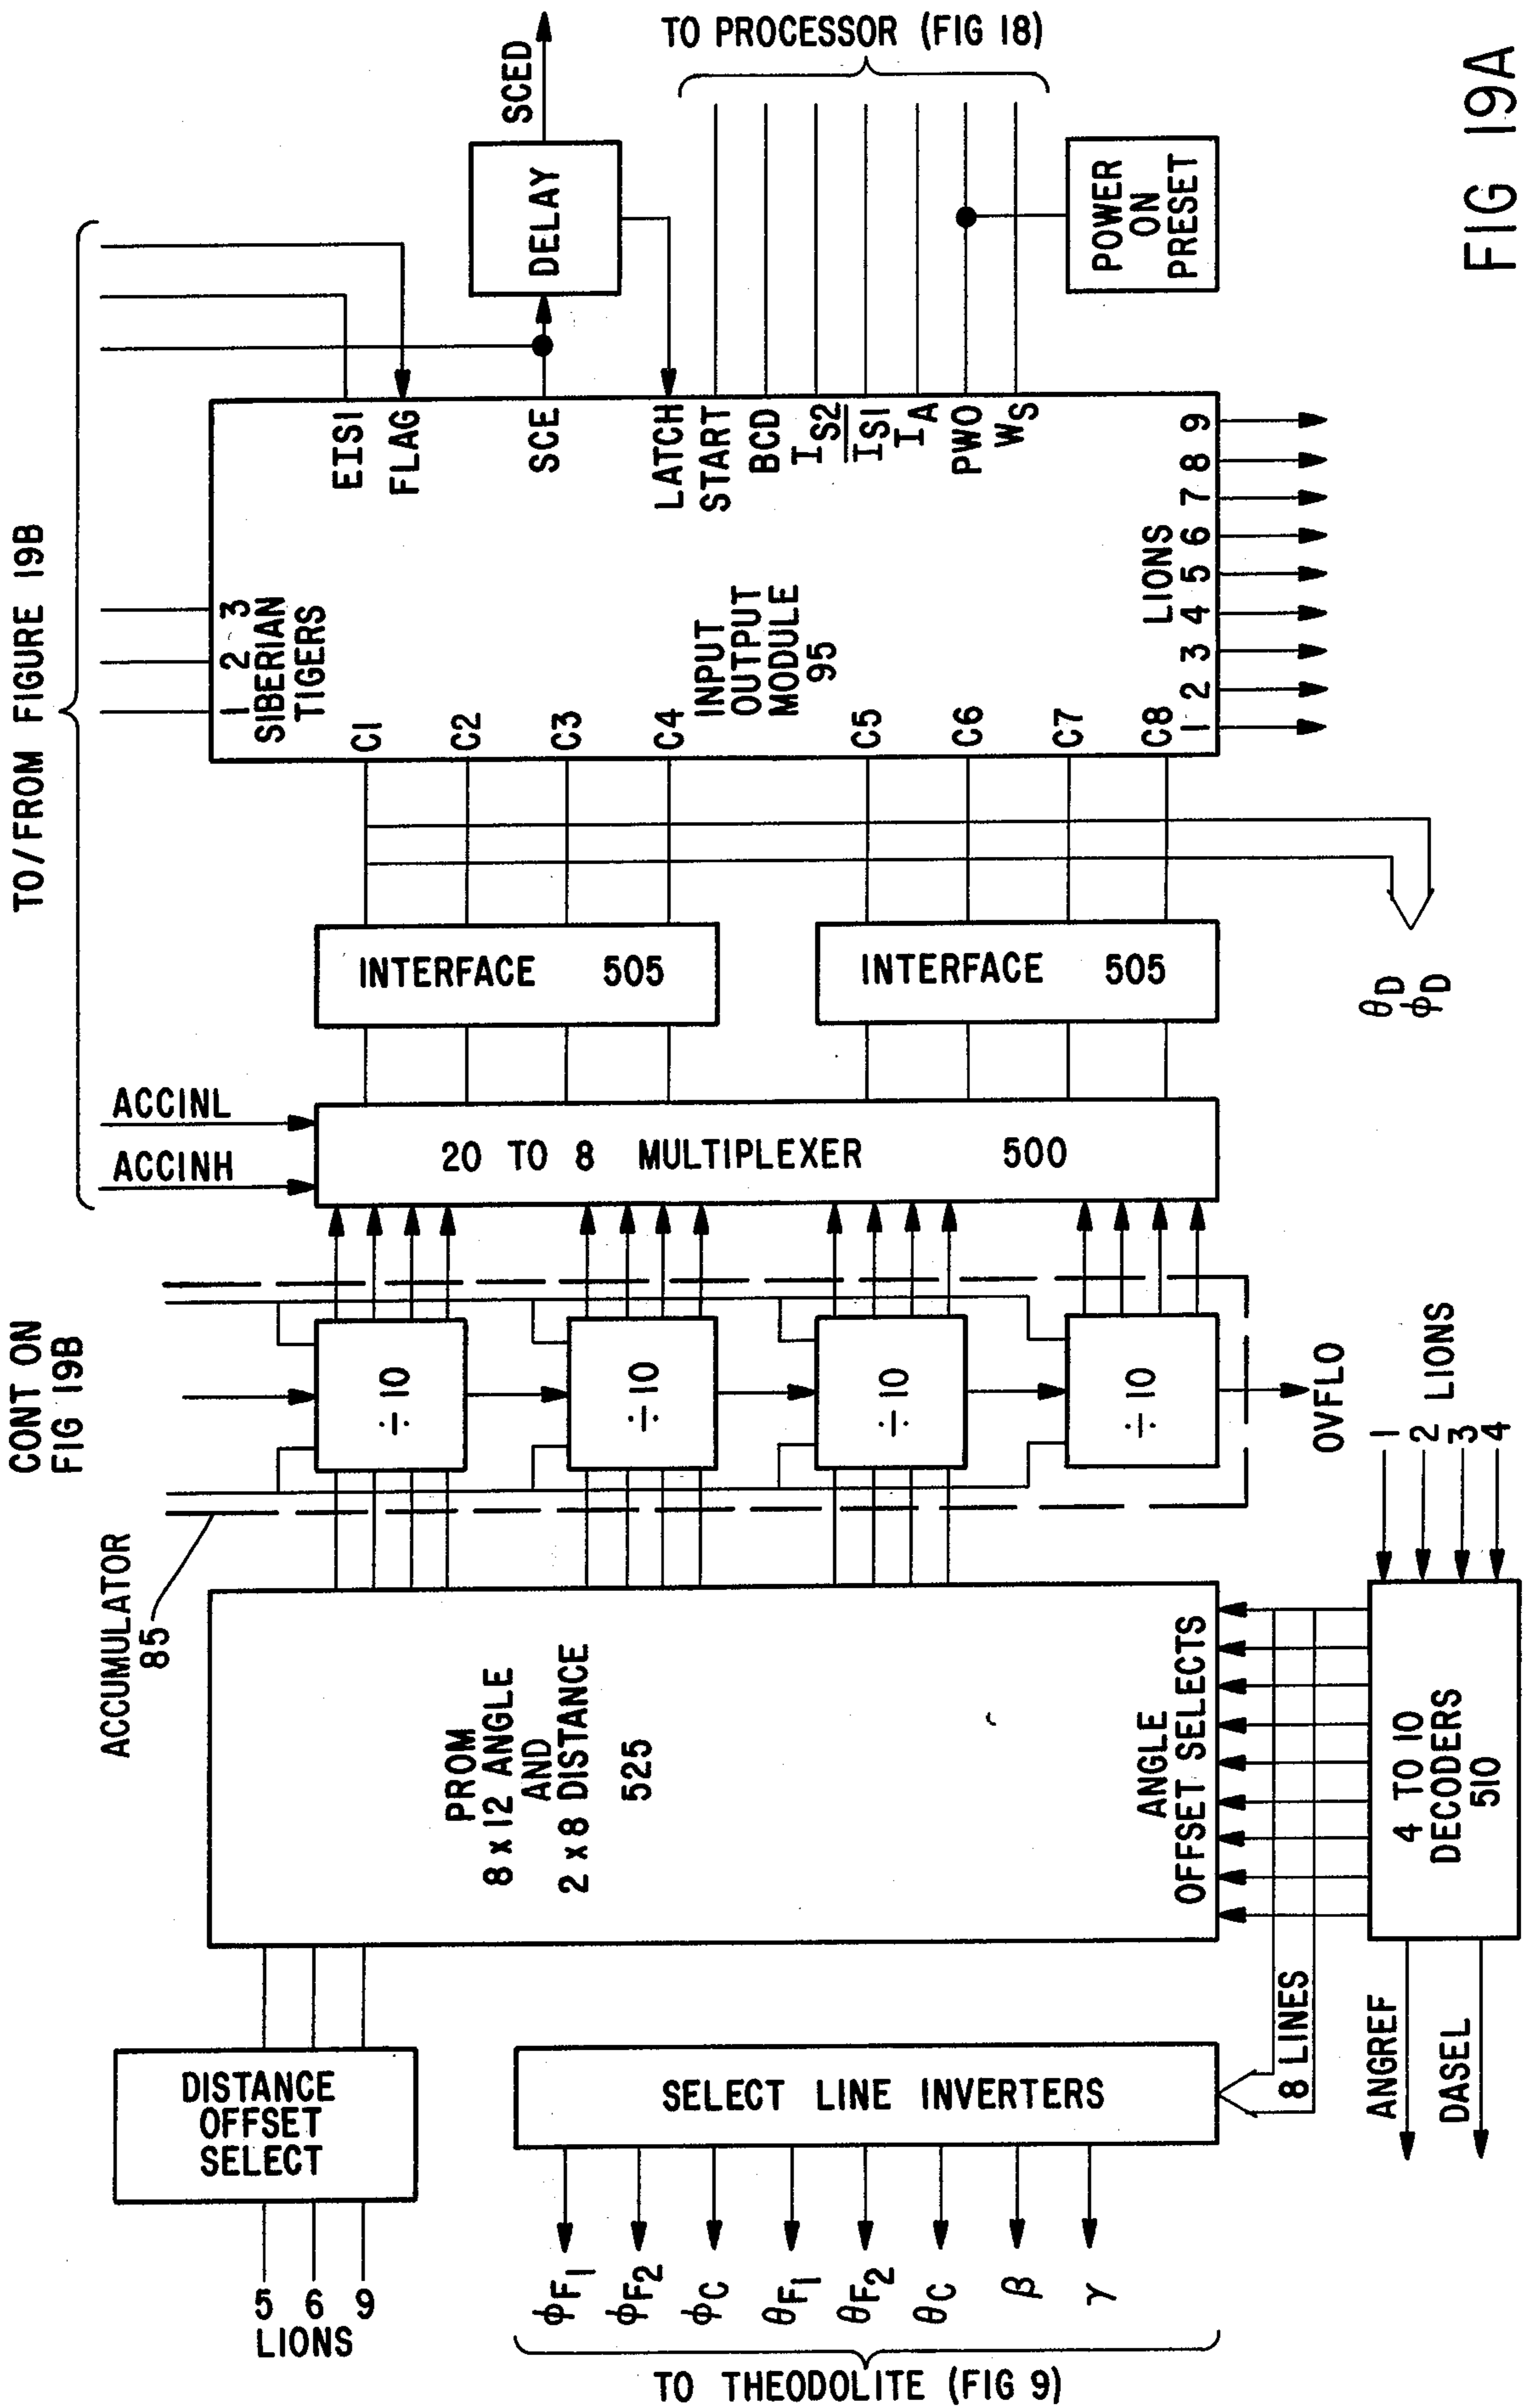 TO/FROM FIGURE 19B
CONT ON
FIG 19B
ACCUMULATOR
85
ACCINL
ACCINH
1 2 3
SIBERIAN
TIGERS
EISI
FLAG
SCE
LATCH
START
BCD
IS2
IS1
IA
PWO
WS
C1
C2
C3
C4
C5
C6
C7
C8
INPUT
OUTPUT
MODULE
95
LIONS
1 2 3 4 5 6 7 8 9
DELAY
SCED
TO PROCESSOR (FIG 18)
POWER
ON
PRESET
INTERFACE 505
INTERFACE 505
θD
ϕD
20 TO 8 MULTIPLEXER 500
÷10
÷10
÷10
÷10
OVFLO
PROM
8 x 12 ANGLE
AND
2 x 8 DISTANCE
525
ANGLE
OFFSET SELECTS
1
2
3
4
LIONS
4 TO 10
DECODERS
510
ANGREF
DASEL
8 LINES
DISTANCE
OFFSET
SELECT
5
6
9
LIONS
SELECT LINE INVERTERS
ϕF1
ϕF2
ϕC
θF1
θF2
θC
β
γ
TO THEODOLITE (FIG 9)
FIG 19A